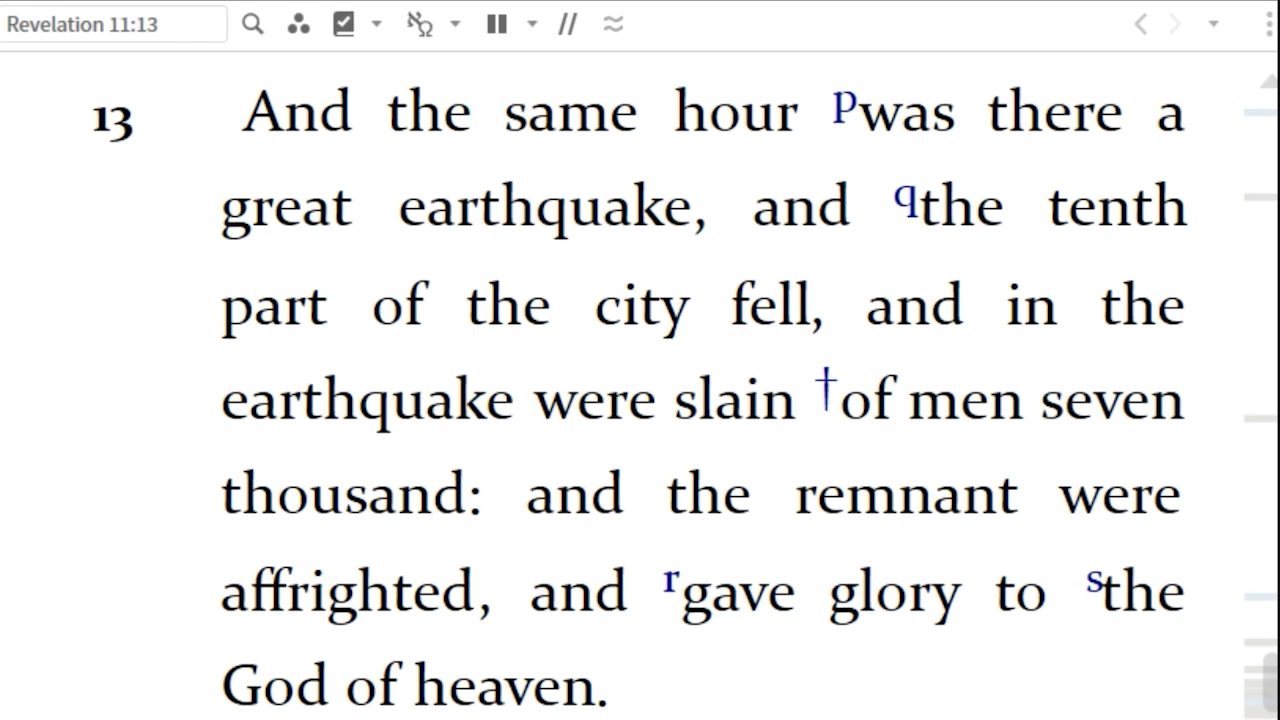 Revelation 11:13
13 And the same hour pwas there a
great earthquake, and qthe tenth
part of the city fell, and in the
earthquake were slain †of men seven
thousand: and the remnant were
affrighted, and rgave glory to sthe
God of heaven.